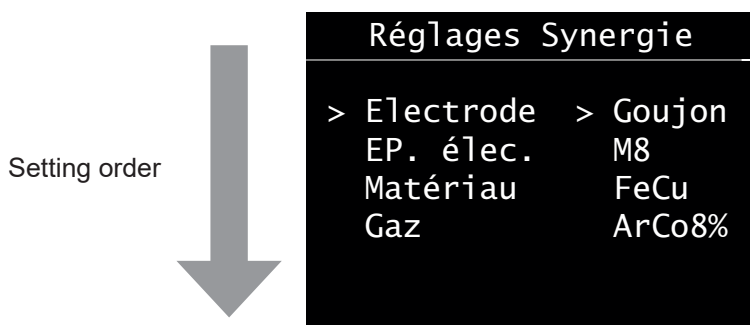 Setting order
Réglages Synergie
> Electrode > Goujon
EP. élec. M8
Matériau FeCu
Gaz ArCo8%